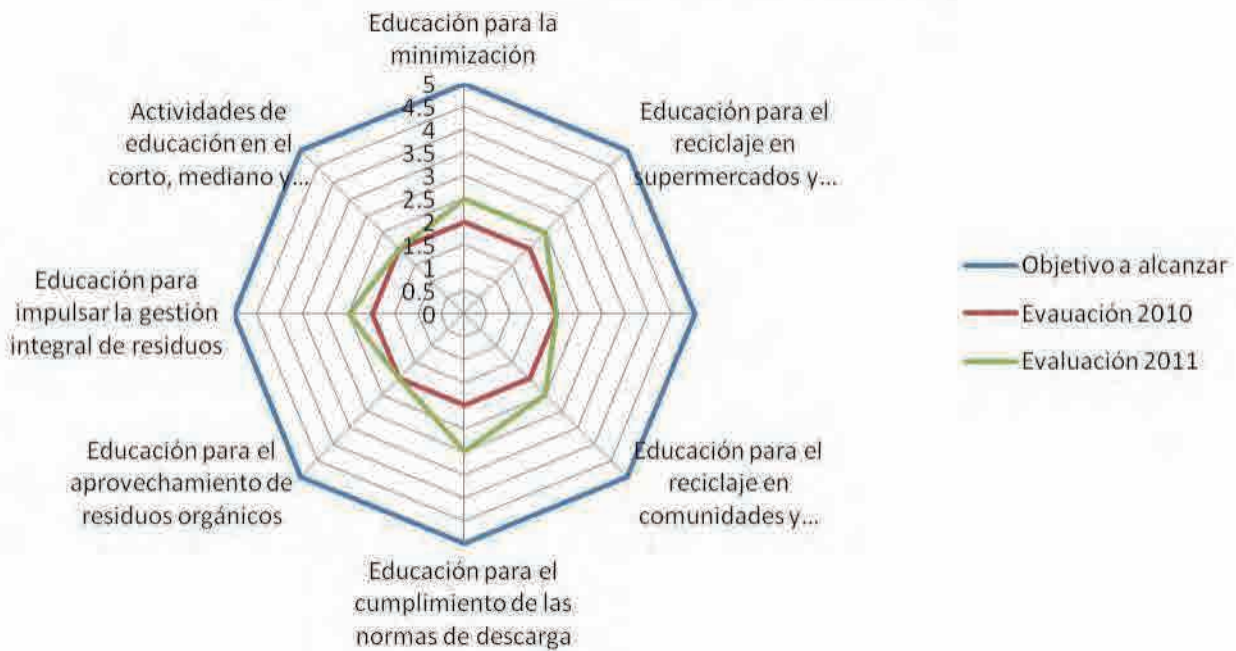 Educación para la
minimización
5
4.5
4
3.5
3
2.5
2
1.5
1
0.5
0
Educación para el
reciclaje en
supermercados y...
Educación para el
reciclaje en
comunidades y...
Educación para el
cumplimiento de las
normas de descarga
Educación para el
aprovechamiento de
residuos orgánicos
Educación para
impulsar la gestión
integral de residuos
Actividades de
educación en el
corto, mediano y...
Objetivo a alcanzar
Evauación 2010
Evaluación 2011